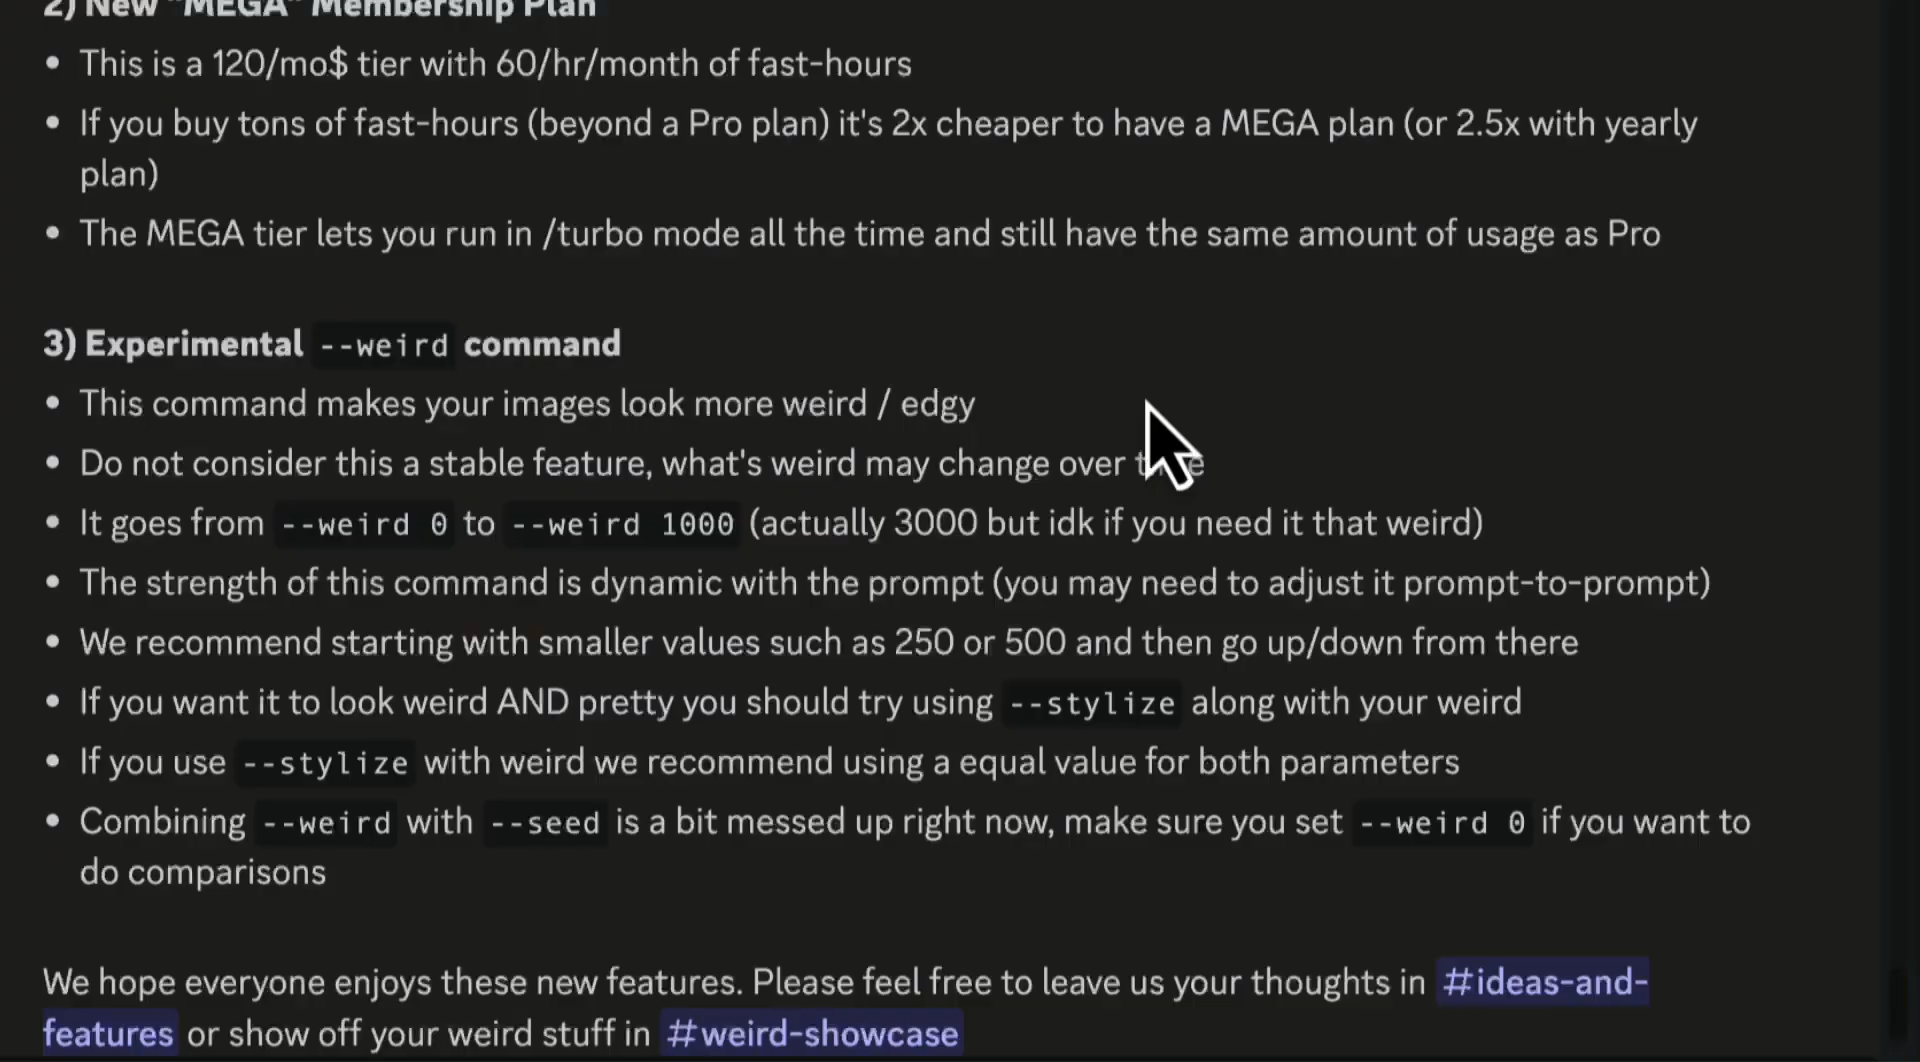 2) New "MEGA" Membership Plan
• This is a 120/mo$ tier with 60/hr/month of fast-hours
• If you buy tons of fast-hours (beyond a Pro plan) it's 2x cheaper to have a MEGA plan (or 2.5x with yearly
plan)
• The MEGA tier lets you run in /turbo mode all the time and still have the same amount of usage as Pro
3) Experimental --weird command
• This command makes your images look more weird / edgy
• Do not consider this a stable feature, what's weird may change over
• It goes from --weird 0 to --weird 1000 (actually 3000 but idk if you need it that weird)
• The strength of this command is dynamic with the prompt (you may need to adjust it prompt-to-prompt)
• We recommend starting with smaller values such as 250 or 500 and then go up/down from there
• If you want it to look weird AND pretty you should try using --stylize along with your weird
• If you use --stylize with weird we recommend using a equal value for both parameters
• Combining --weird with --seed is a bit messed up right now, make sure you set --weird 0 if you want to
do comparisons
We hope everyone enjoys these new features. Please feel free to leave us your thoughts in #ideas-and-
features or show off your weird stuff in #weird-showcase